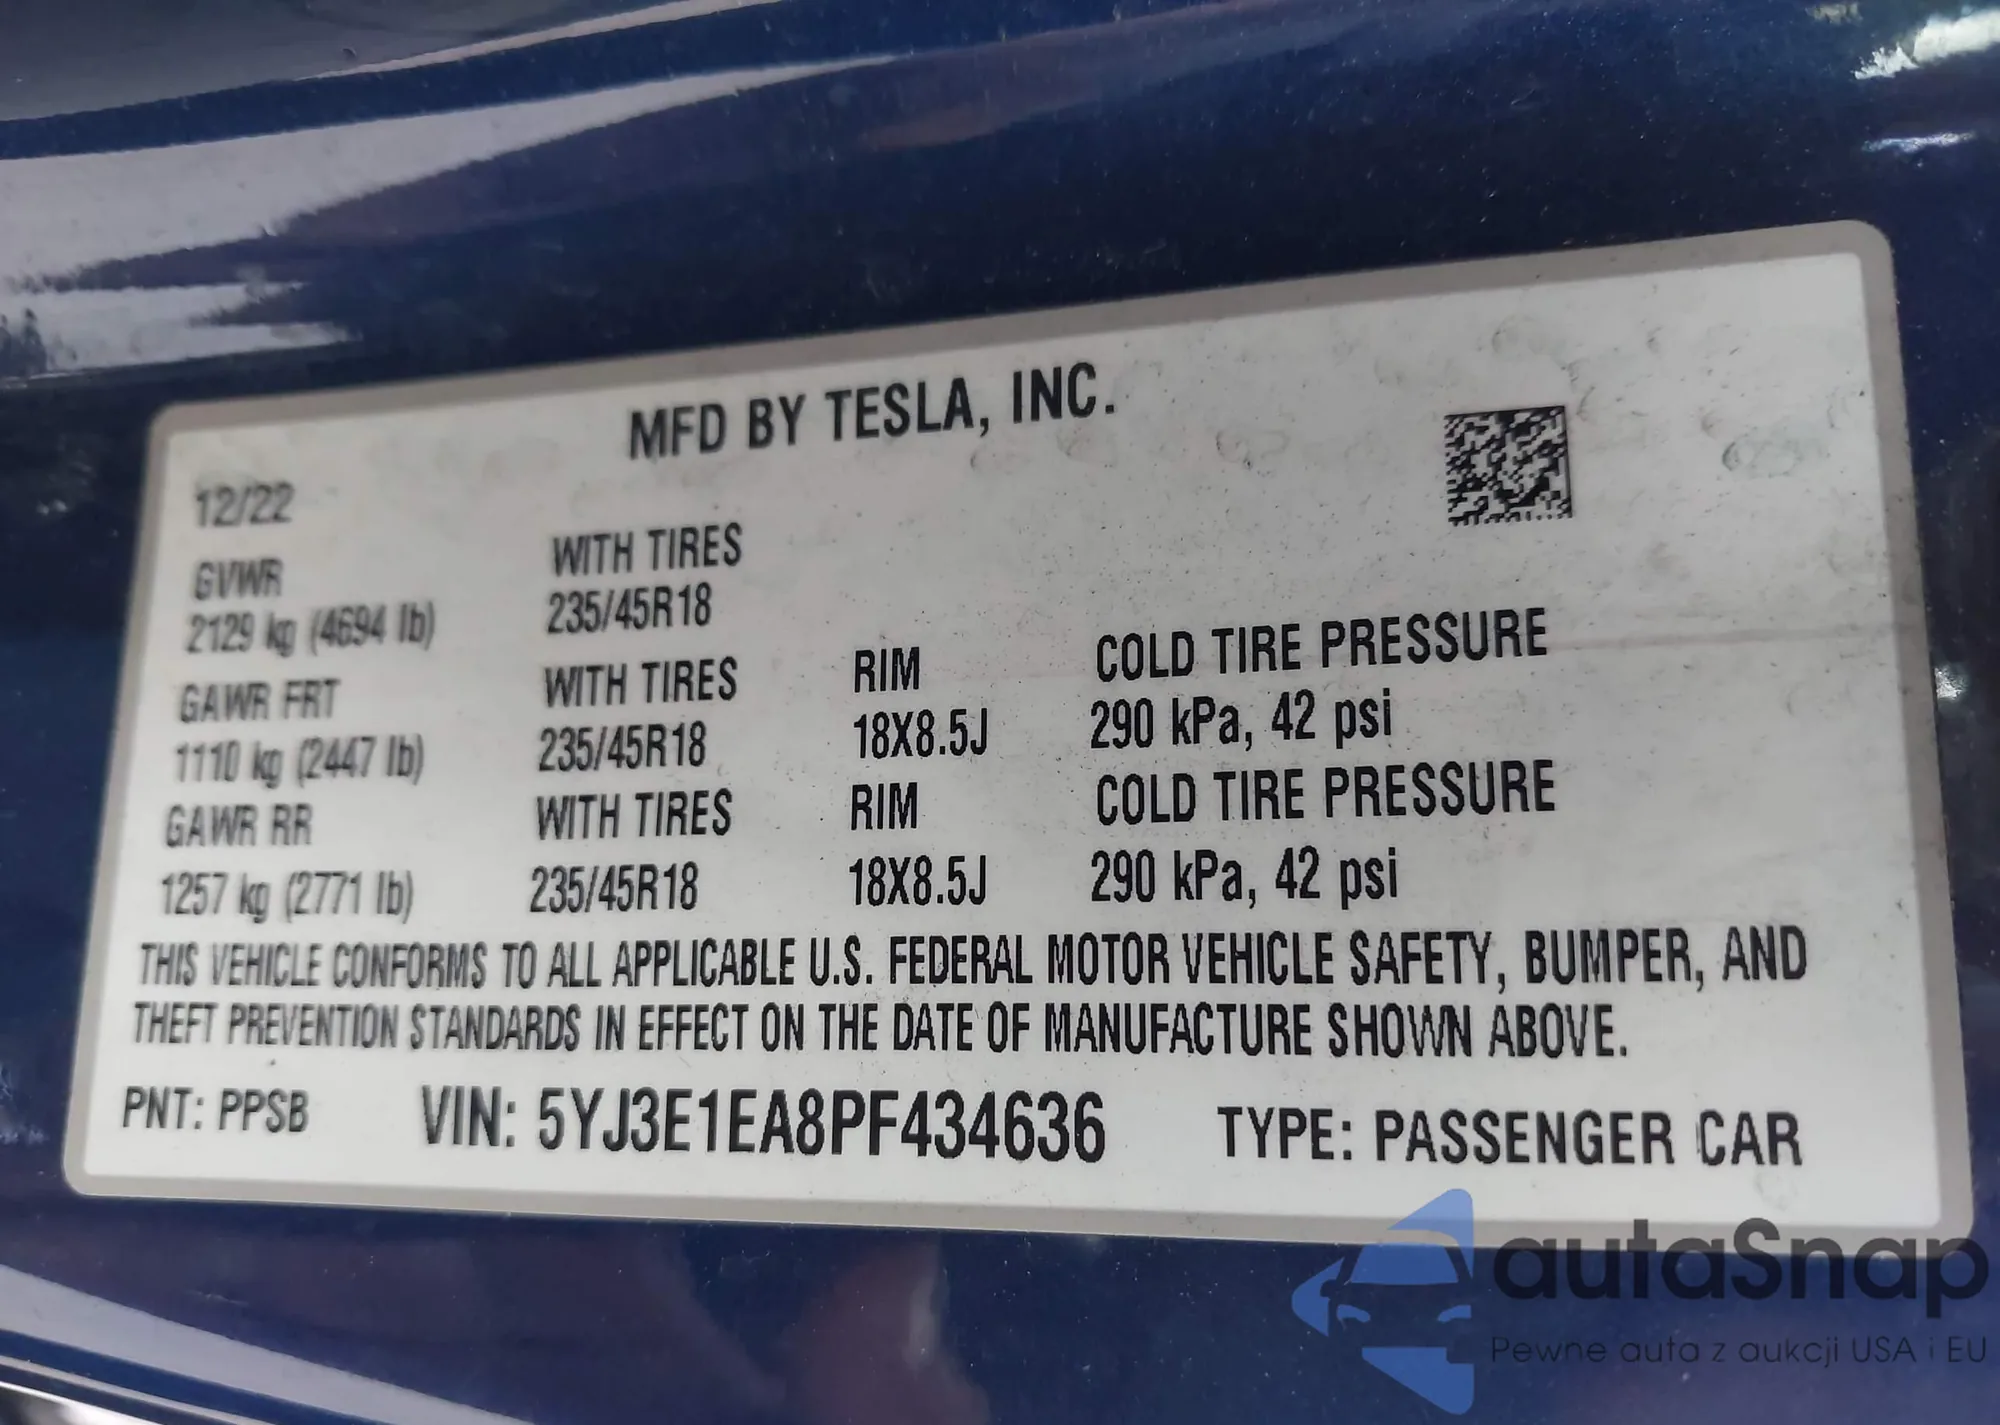 MFD BY TESLA, INC.
12/22
GVWR WITH TIRES
2129 kg (4694 lb) 235/45R18
GAWR FRT WITH TIRES RIM COLD TIRE PRESSURE
1110 kg (2447 lb) 235/45R18 18X8.5J 290 kPa, 42 psi
GAWR RR WITH TIRES RIM COLD TIRE PRESSURE
1257 kg (2771 lb) 235/45R18 18X8.5J 290 kPa, 42 psi
THIS VEHICLE CONFORMS TO ALL APPLICABLE U.S. FEDERAL MOTOR VEHICLE SAFETY, BUMPER, AND
THEFT PREVENTION STANDARDS IN EFFECT ON THE DATE OF MANUFACTURE SHOWN ABOVE.
PNT: PPSB VIN: 5YJ3E1EA8PF434636 TYPE: PASSENGER CAR
autaSnap
Pewne auta z aukcji USA i EU